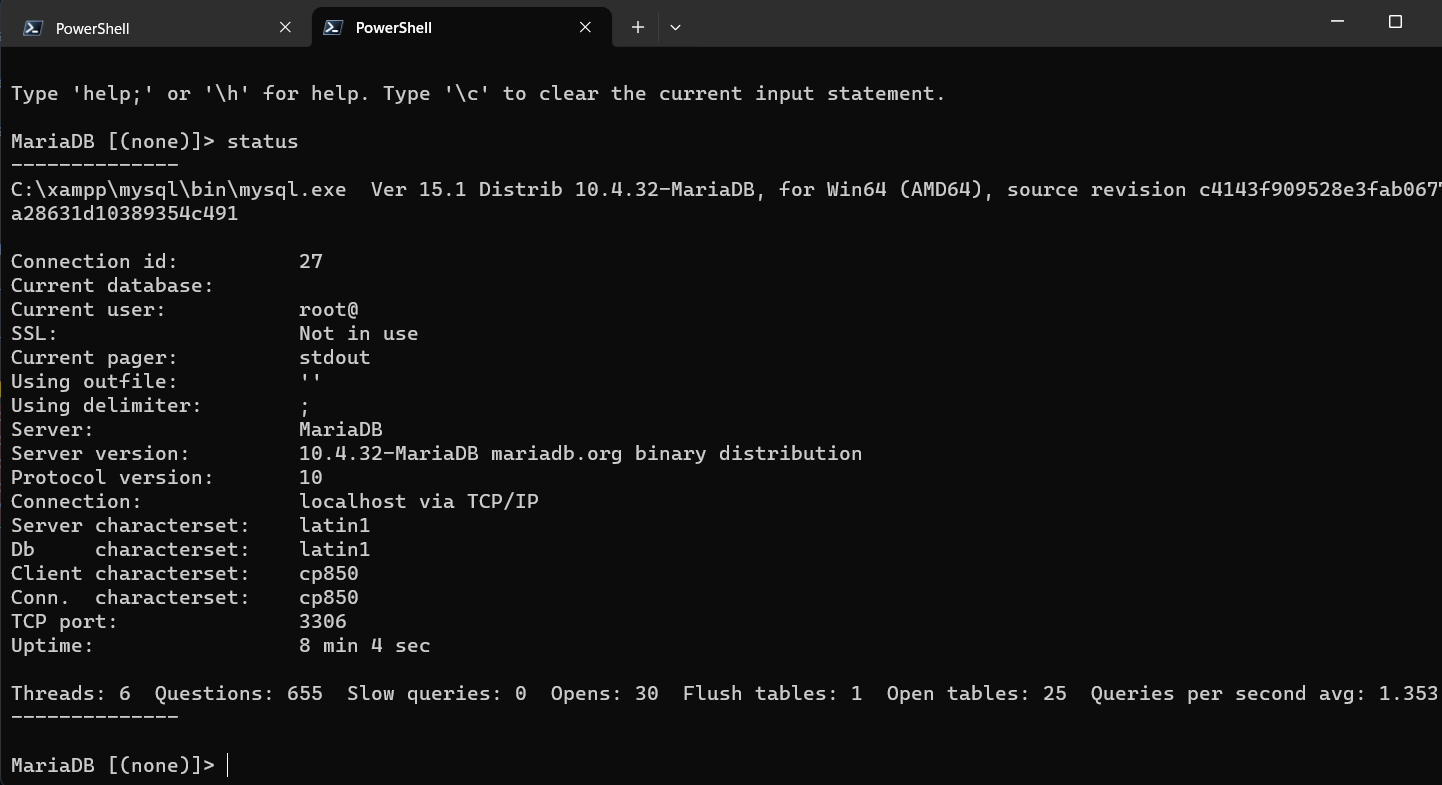 PowerShell
PowerShell
Type 'help;' or '\h' for help. Type '\c' to clear the current input statement.
MariaDB [(none)]> status
--------------
C:\xampp\mysql\bin\mysql.exe  Ver 15.1 Distrib 10.4.32-MariaDB, for Win64 (AMD64), source revision c4143f909528e3fab067
a28631d10389354c491
Connection id:          27
Current database:
Current user:           root@
SSL:                    Not in use
Current pager:          stdout
Using outfile:          ''
Using delimiter:        ;
Server:                 MariaDB
Server version:         10.4.32-MariaDB mariadb.org binary distribution
Protocol version:       10
Connection:             localhost via TCP/IP
Server characterset:    latin1
Db     characterset:    latin1
Client characterset:    cp850
Conn.  characterset:    cp850
TCP port:               3306
Uptime:                 8 min 4 sec
Threads: 6  Questions: 655  Slow queries: 0  Opens: 30  Flush tables: 1  Open tables: 25  Queries per second avg: 1.353
--------------
MariaDB [(none)]>